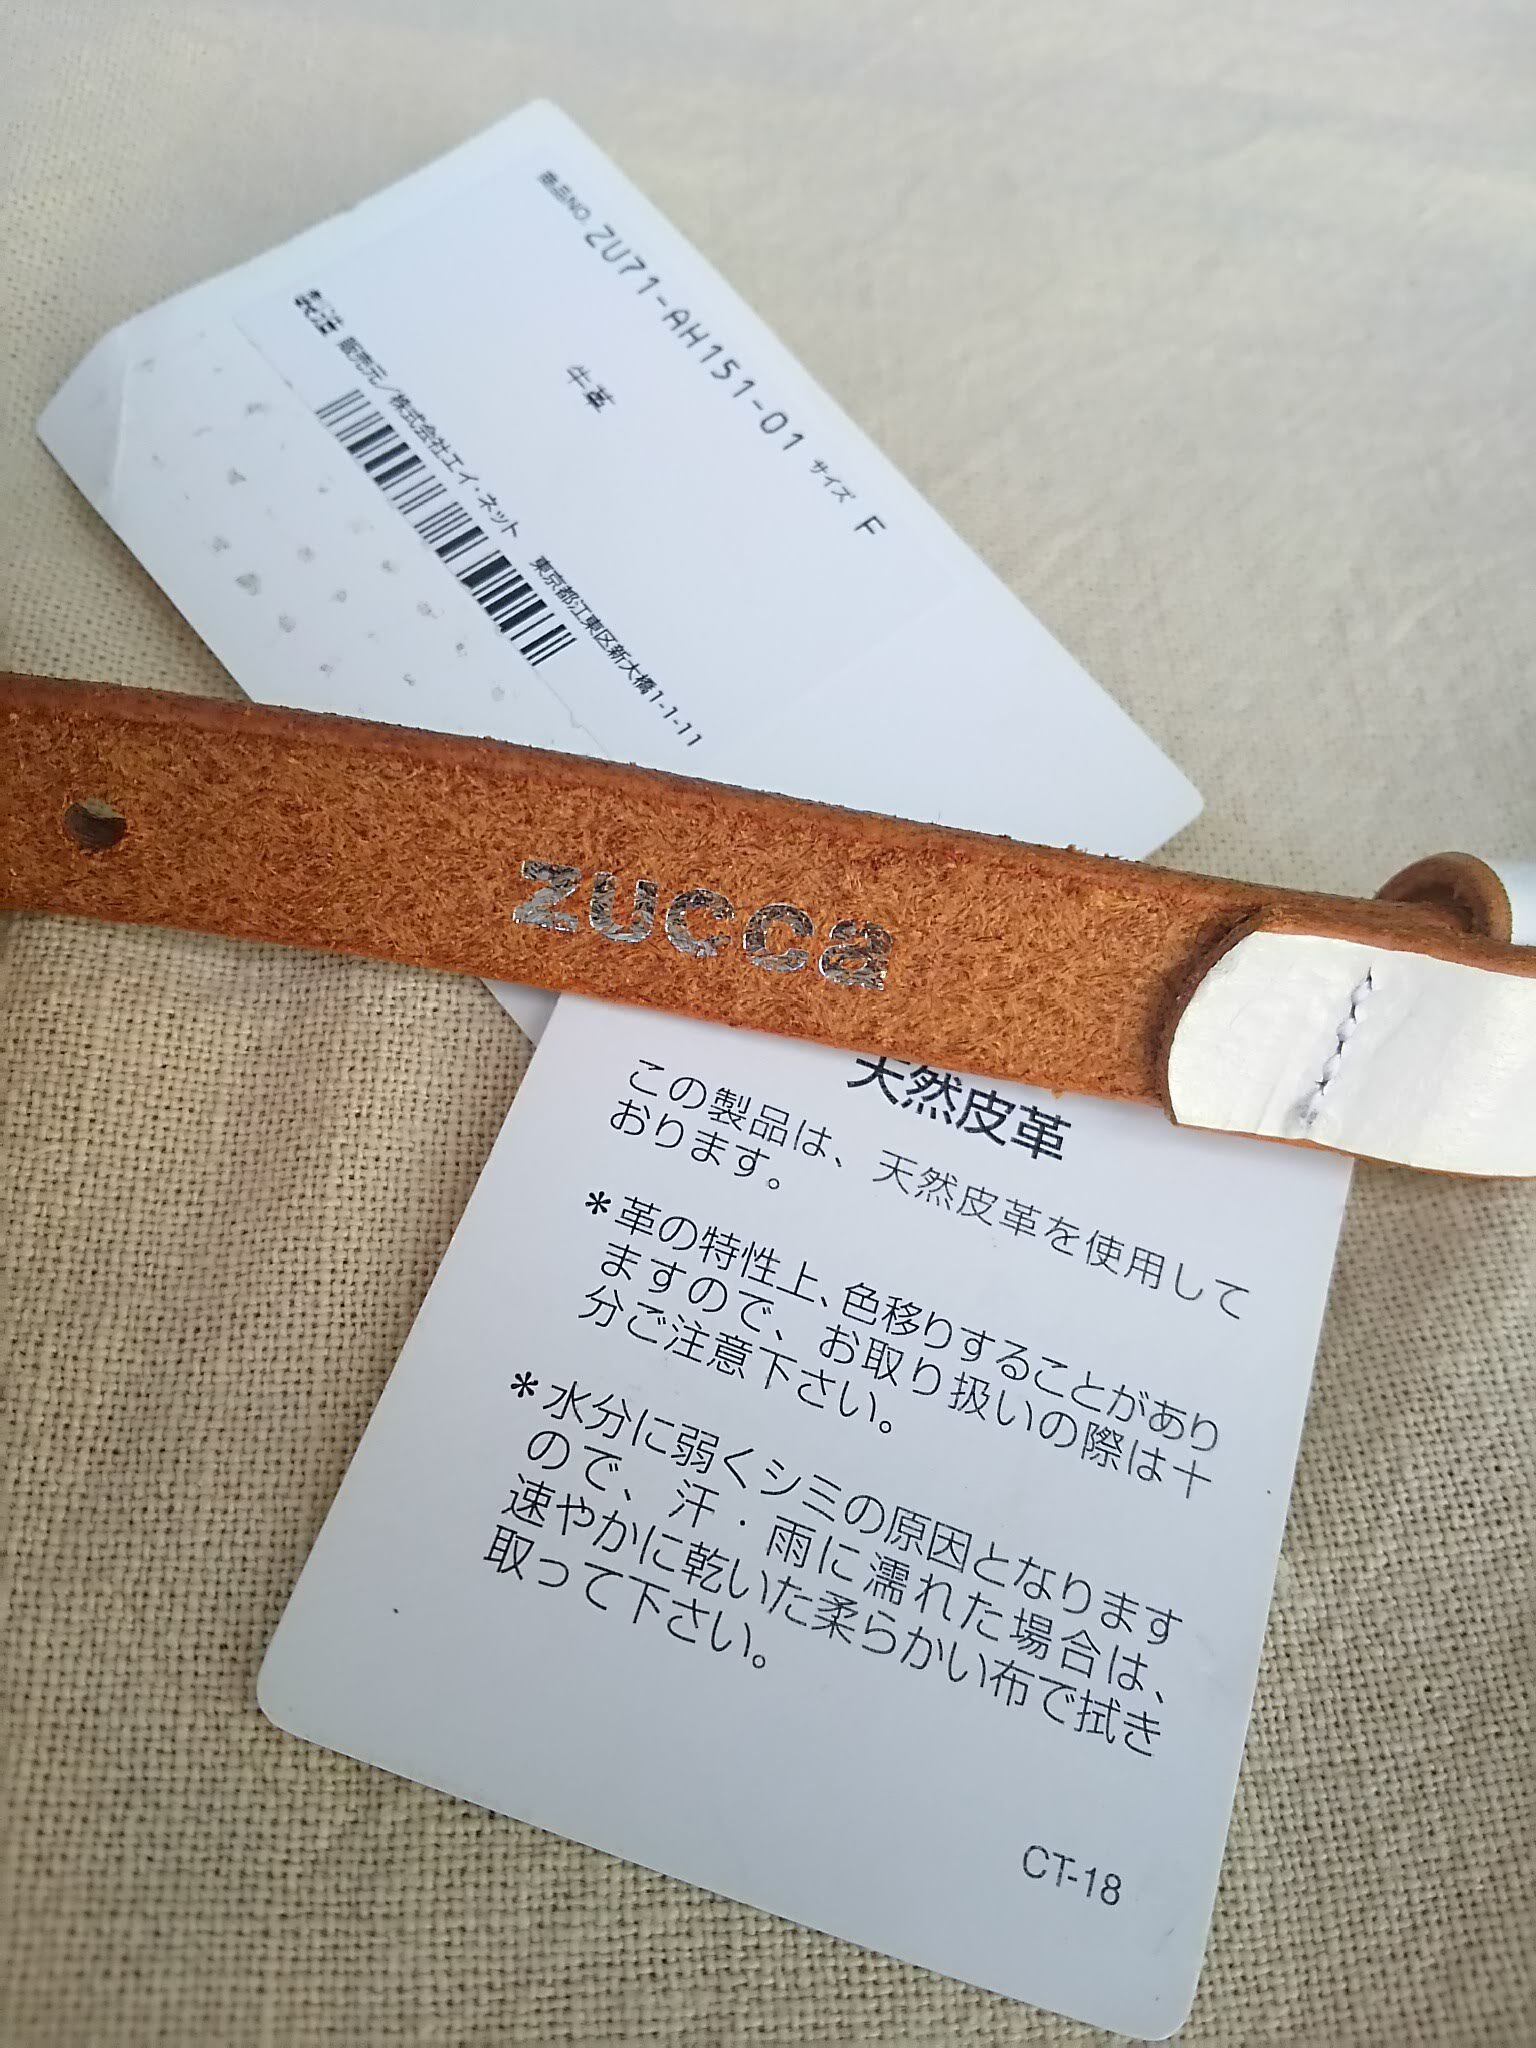 商品NO. ZU71-AH151-01 サイズ F
牛革
製造 販売元／株式会社エイ・ネット 東京都江東区新大橋1-1-11
zucca
天然皮革
この製品は、天然皮革を使用して
おります。
＊革の特性上、色移りすることがあり
ますので、お取り扱いの際は十
分ご注意下さい。
＊水分に弱くシミの原因となります
ので、汗・雨に濡れた場合は、
速やかに乾いた柔らかい布で拭き
取って下さい。
CT-18